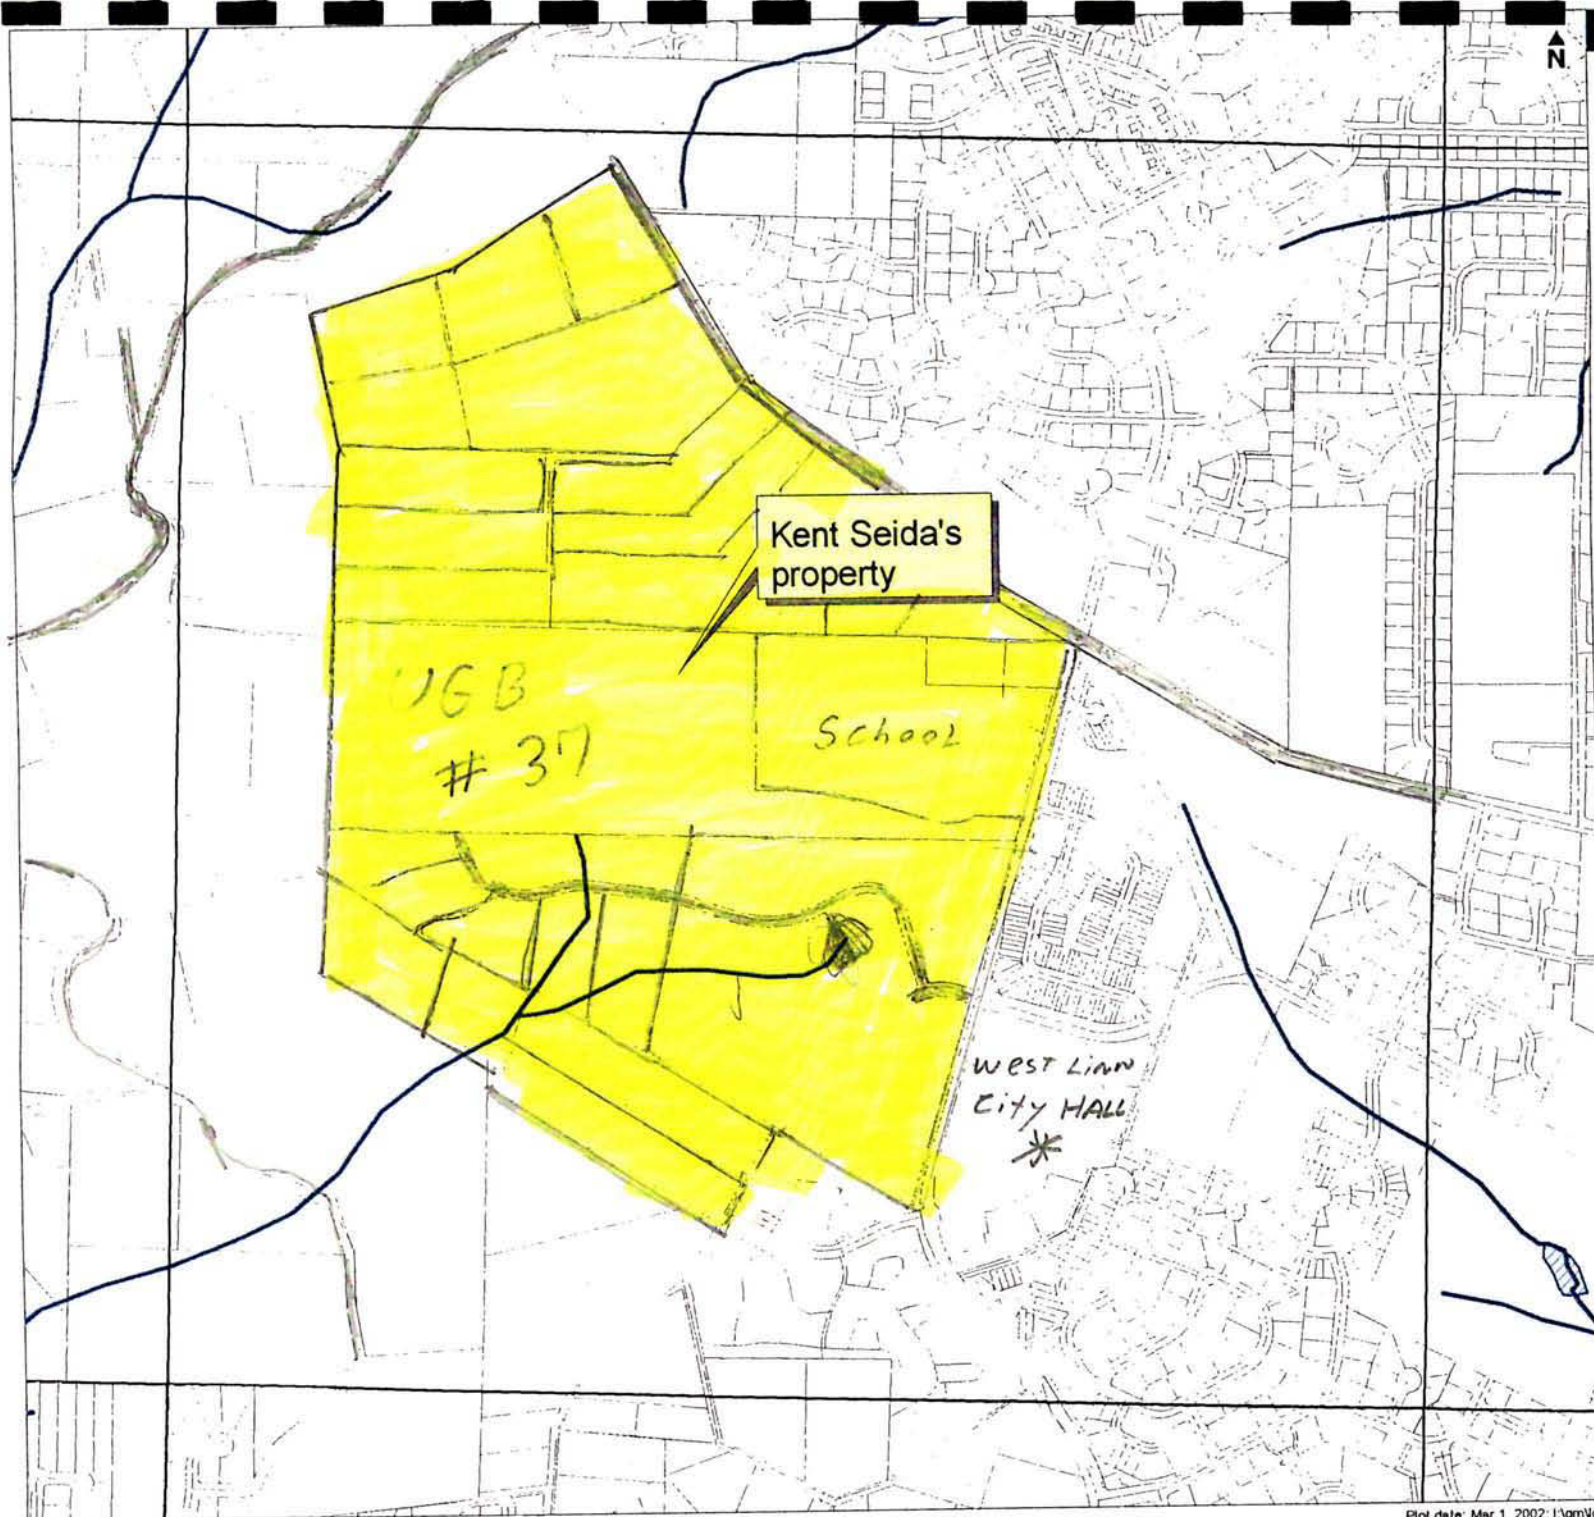 N
Kent Seida's
property
UGB
# 37
School
WEST LINN
City HALL
Plot date: Mar 1, 2002;